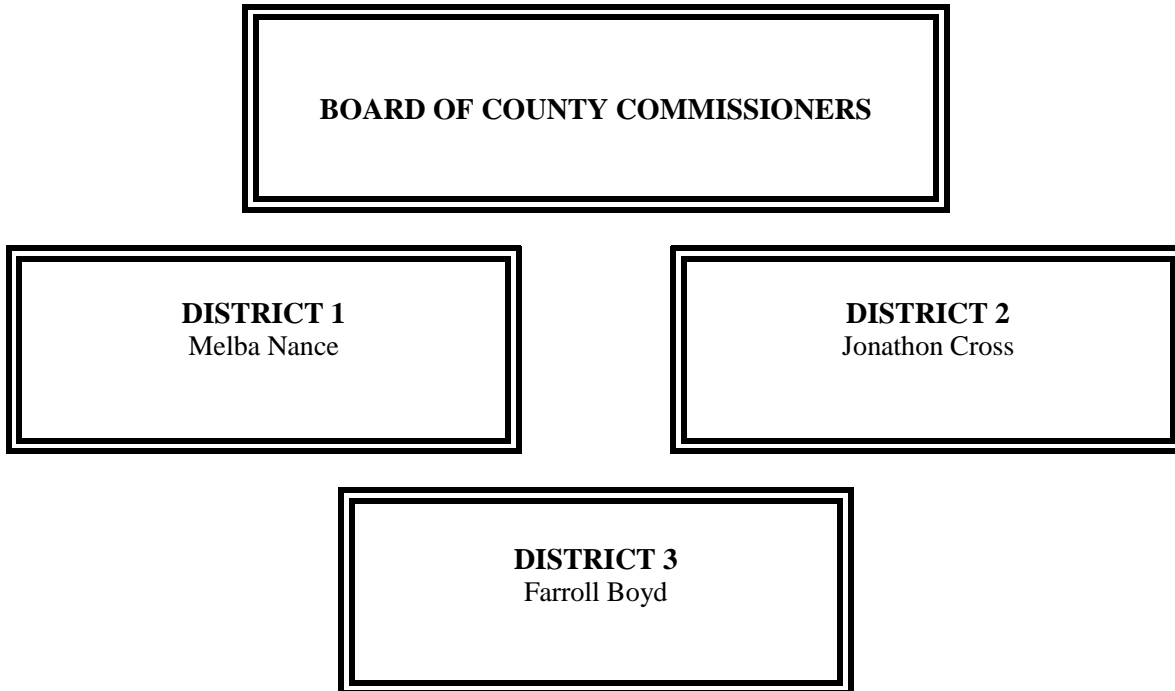 BOARD OF COUNTY COMMISSIONERS
DISTRICT 1
Melba Nance
DISTRICT 2
Jonathon Cross
DISTRICT 3
Farroll Boyd